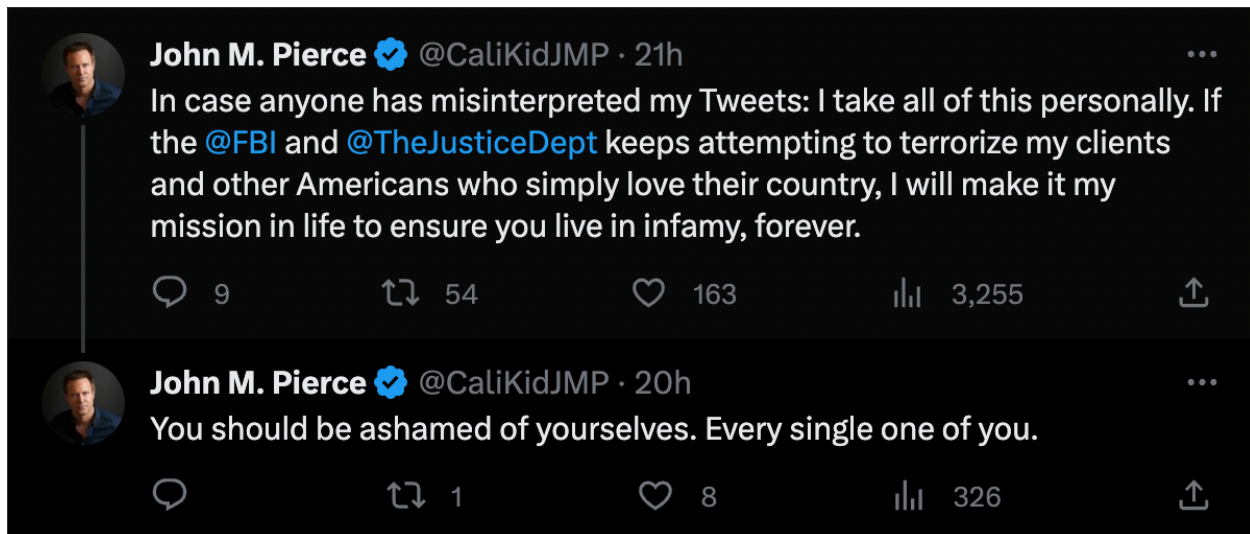 John M. Pierce @CaliKidJMP · 21h
In case anyone has misinterpreted my Tweets: I take all of this personally. If
the @FBI and @TheJusticeDept keeps attempting to terrorize my clients
and other Americans who simply love their country, I will make it my
mission in life to ensure you live in infamy, forever.
9 54 163 3,255
John M. Pierce @CaliKidJMP · 20h
You should be ashamed of yourselves. Every single one of you.
1 8 326